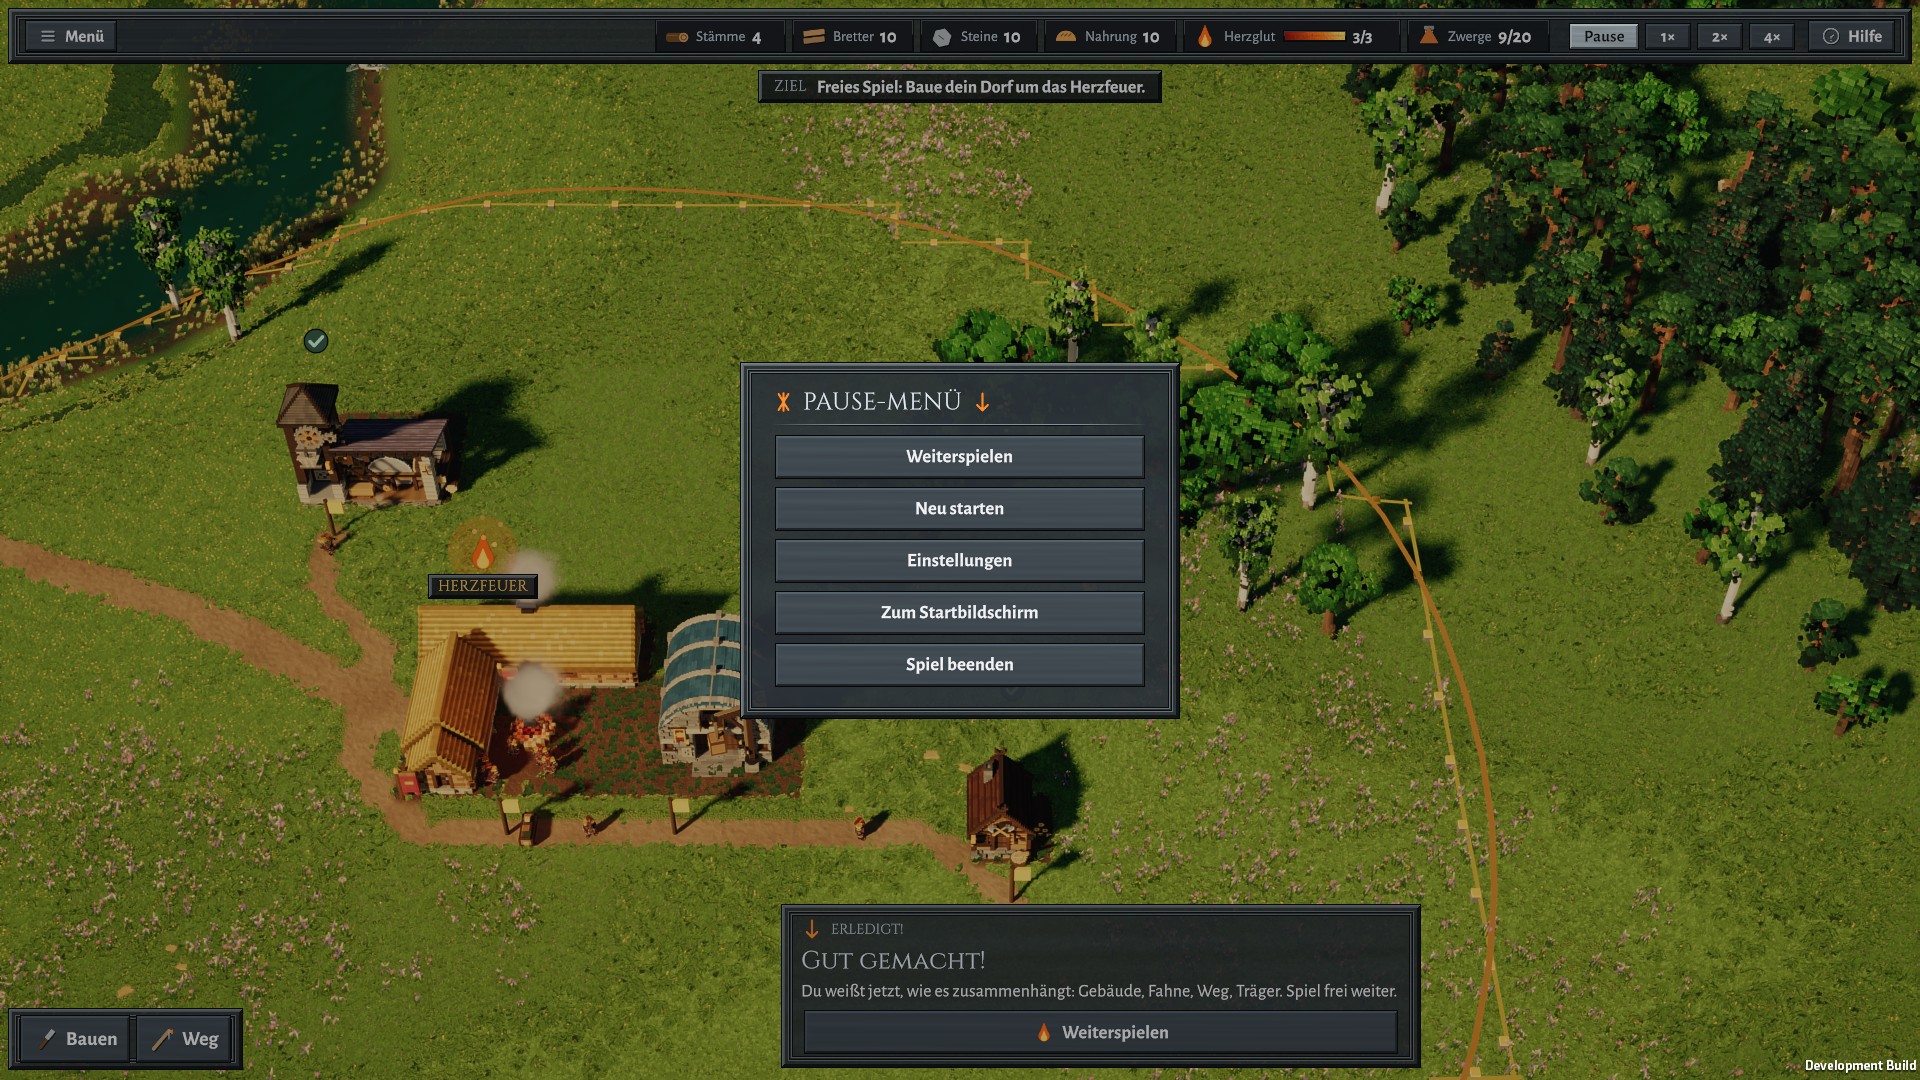 Menü
Stämme 4
Bretter 10
Steine 10
Nahrung 10
Herzglut 3/3
Zwerge 9/20
Pause
1×
2×
4×
Hilfe
ZIEL Freies Spiel: Baue dein Dorf um das Herzfeuer.
PAUSE-MENÜ
Weiterspielen
Neu starten
Einstellungen
Zum Startbildschirm
Spiel beenden
HERZFEUER
ERLEDIGT!
GUT GEMACHT!
Du weißt jetzt, wie es zusammenhängt: Gebäude, Fahne, Weg, Träger. Spiel frei weiter.
Weiterspielen
Bauen
Weg
Development Build